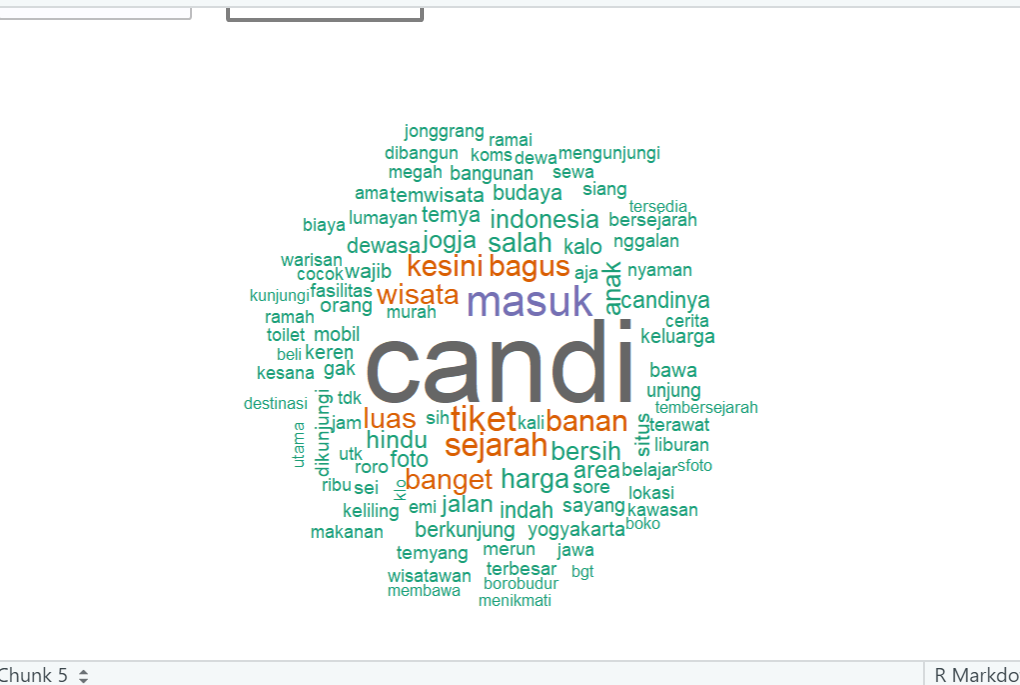 jonggrang ramai
dibangun koms dewa mengunjungi
megah bangunan sewa
ama temwisata budaya siang
tersedia
biaya lumayan temya indonesia bersejarah
dewasa jogja salah kalo nggalan
warisan
cocok wajib kesini bagus aja anak nyaman
kunjungi fasilitas wisata masuk candinya
orang murah
ramah cerita
toilet mobil keluarga
beli keren candi
kesana gak bawa
unjung
destinasi dikunjungi tdk tembersejarah
jam luas sih tiket kali banan situs terawat
utama hindu sejarah bersih liburan
utk roro foto area belajar sfoto
ribu sei klo banget harga sore lokasi
keliling emi jalan indah sayang kawasan
makanan berkunjung yogyakarta boko
temyang merun jawa
wisatawan terbesar bgt
membawa borobudur
menikmati
Chunk 5 R Markdo